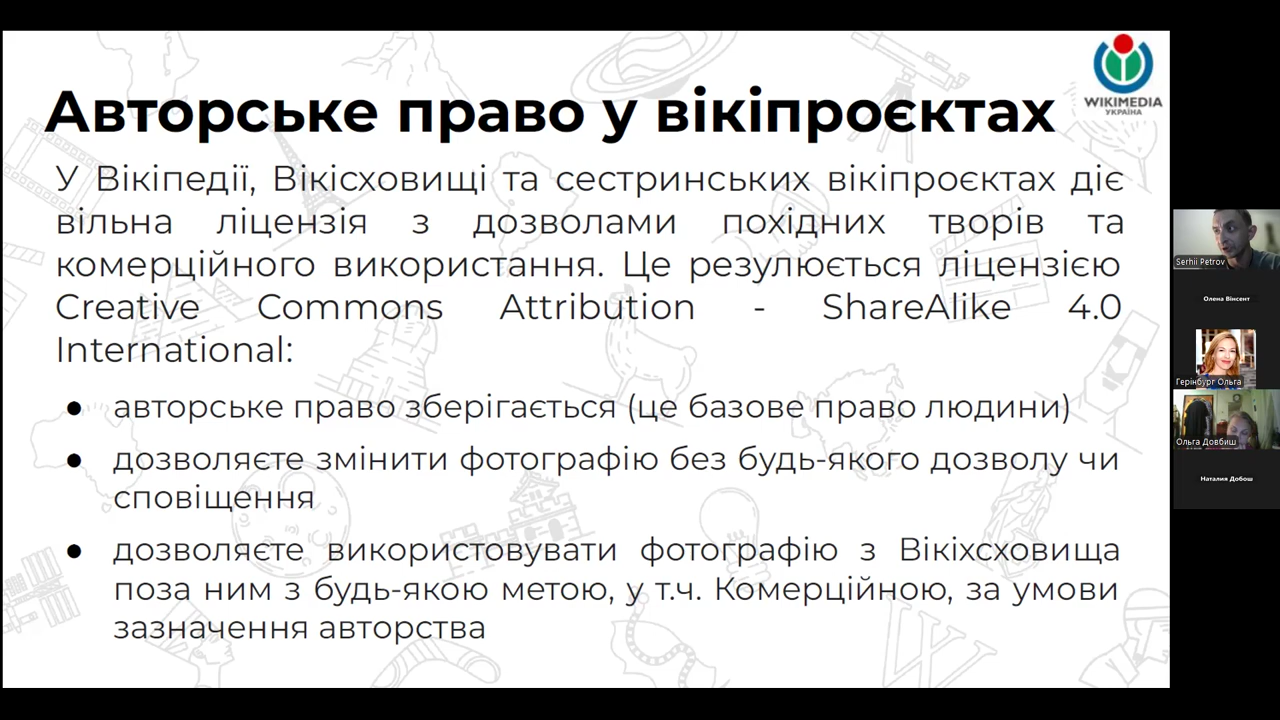 Авторське право у вікіпроєктах
WIKIMEDIA
УКРАЇНА
У Вікіпедії, Вікісховищі та сестринських вікіпроєктах діє
вільна ліцензія з дозволами похідних творів та
комерційного використання. Це резулюється ліцензією
Creative Commons Attribution - ShareAlike 4.0
International:
● авторське право зберігається (це базове право людини)
● дозволяєте змінити фотографію без будь-якого дозволу чи
сповіщення
● дозволяєте використовувати фотографію з Вікіхсховища
поза ним з будь-якою метою, у т.ч. Комерційною, за умови
зазначення авторства
Serhii Petrov
Олена Вінсент
Герінбург Ольга
Ольга Довбиш
Наталия Добош